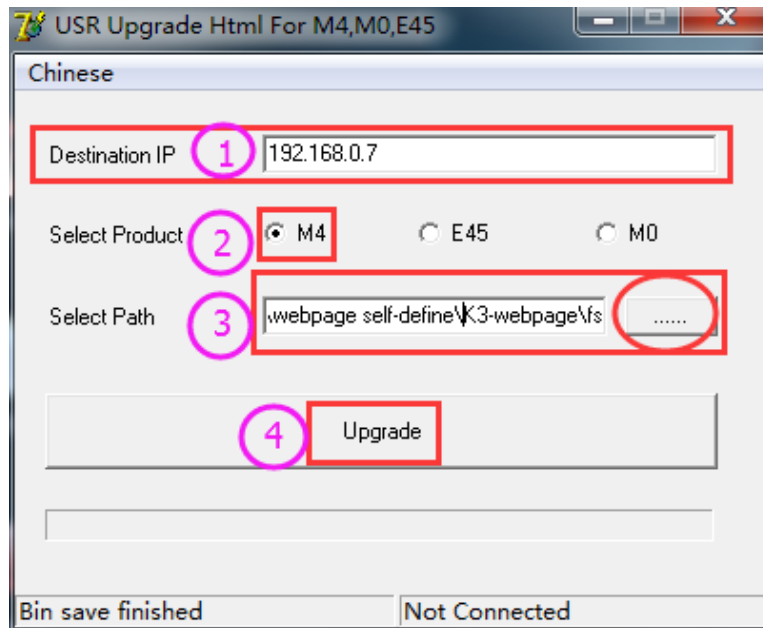 USR Upgrade Html For M4,M0,E45
Chinese
Destination IP 1 192.168.0.7
Select Product 2 M4 E45 M0
Select Path 3 \webpage self-define\K3-webpage\fs ......
4 Upgrade
Bin save finished Not Connected